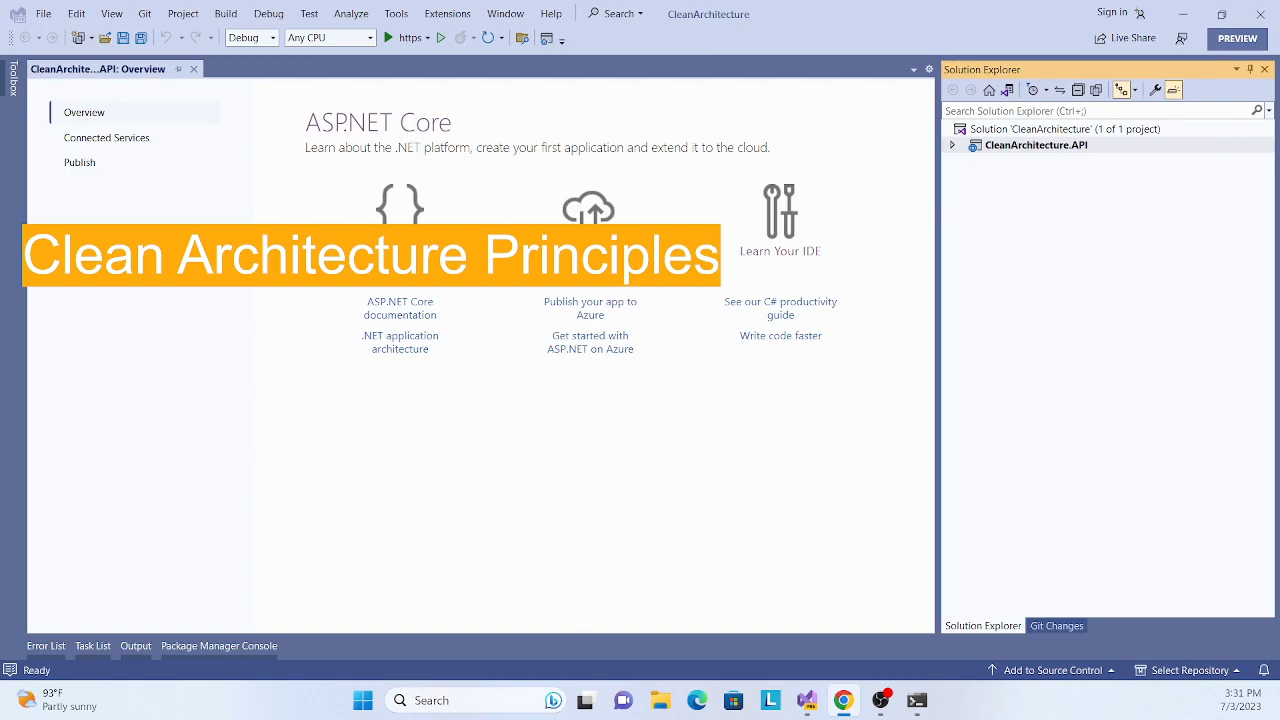 File Edit View Git Project Build Debug Test Analyze Tools Extensions Window Help Search CleanArchitecture Sign in
Debug Any CPU https Live Share PREVIEW
Toolbox
CleanArchite...API: Overview
Overview
Connected Services
Publish
ASP.NET Core
Learn about the .NET platform, create your first application and extend it to the cloud.
Clean Architecture Principles
Learn Your IDE
ASP.NET Core
documentation
.NET application
architecture
Publish your app to
Azure
Get started with
ASP.NET on Azure
See our C# productivity
guide
Write code faster
Solution Explorer
Search Solution Explorer (Ctrl+;)
Solution 'CleanArchitecture' (1 of 1 project)
CleanArchitecture.API
Solution Explorer Git Changes
Error List Task List Output Package Manager Console
Ready Add to Source Control Select Repository
93°F
Partly sunny
Search
3:31 PM
7/3/2023